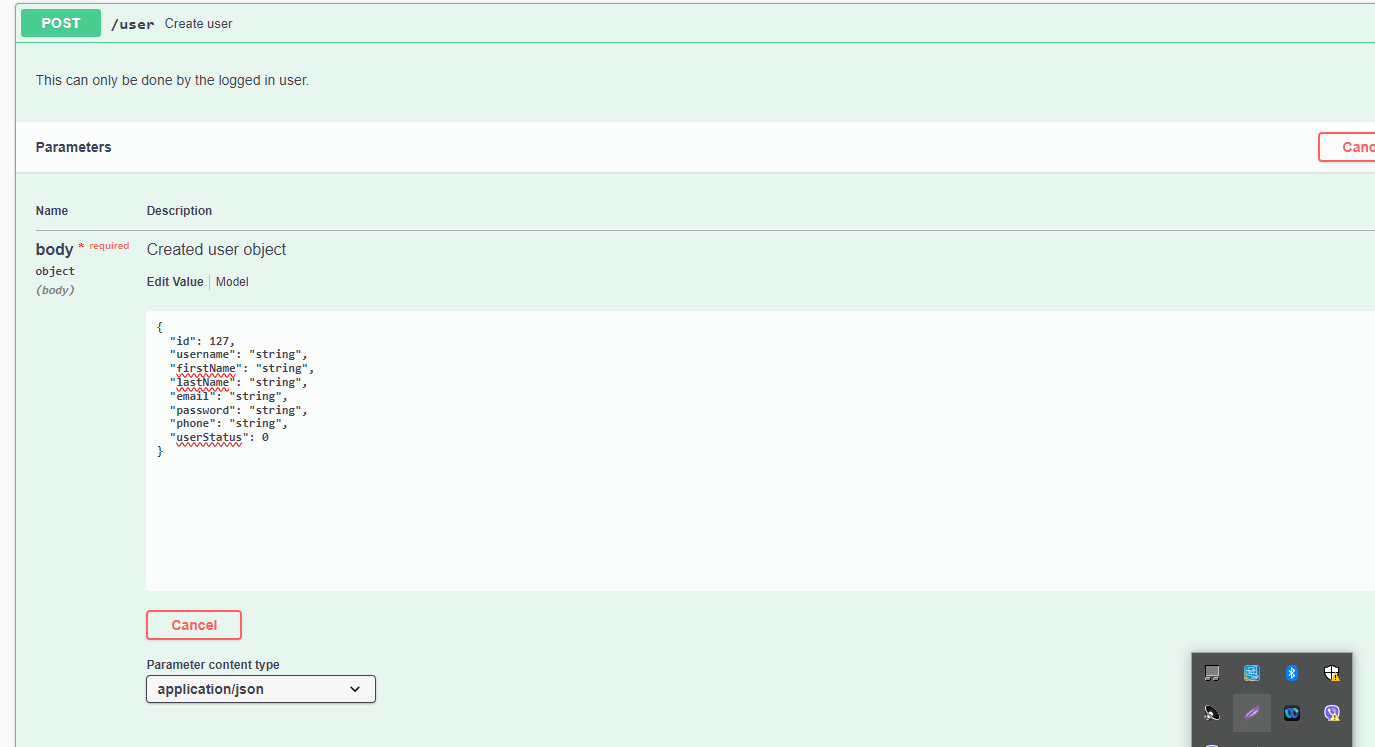 POST /user Create user
This can only be done by the logged in user.
Parameters
Name Description
body * required Created user object
object
Edit Value Model
(body)
{
"id": 127,
"username": "string",
"firstName": "string",
"lastName": "string",
"email": "string",
"password": "string",
"phone": "string",
"userStatus": 0
}
Cancel
Parameter content type
application/json